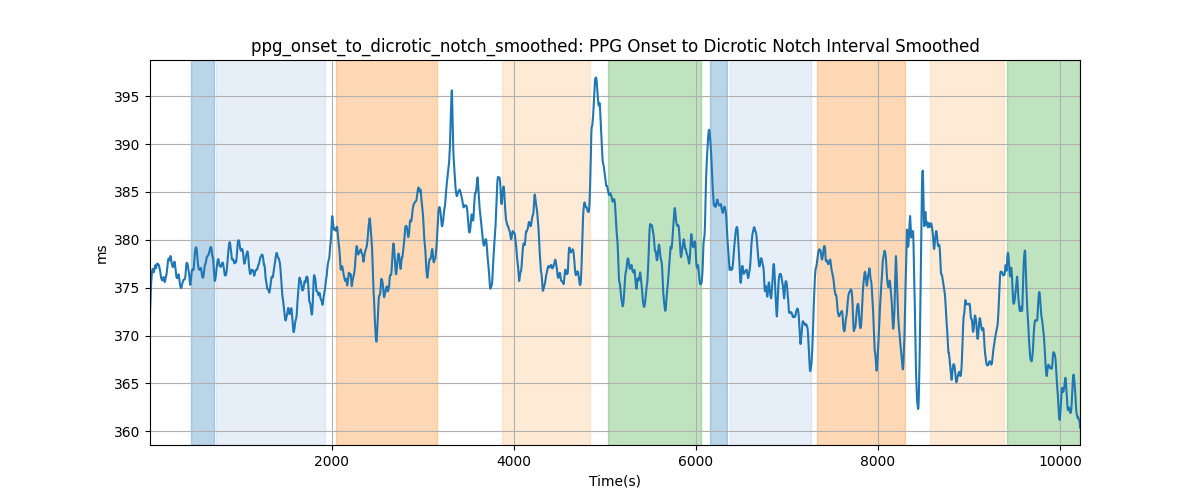 ppg_onset_to_dicrotic_notch_smoothed: PPG Onset to Dicrotic Notch Interval Smoothed
395
390
385
380
375
370
365
360
ms
2000 4000 6000 8000 10000
Time(s)